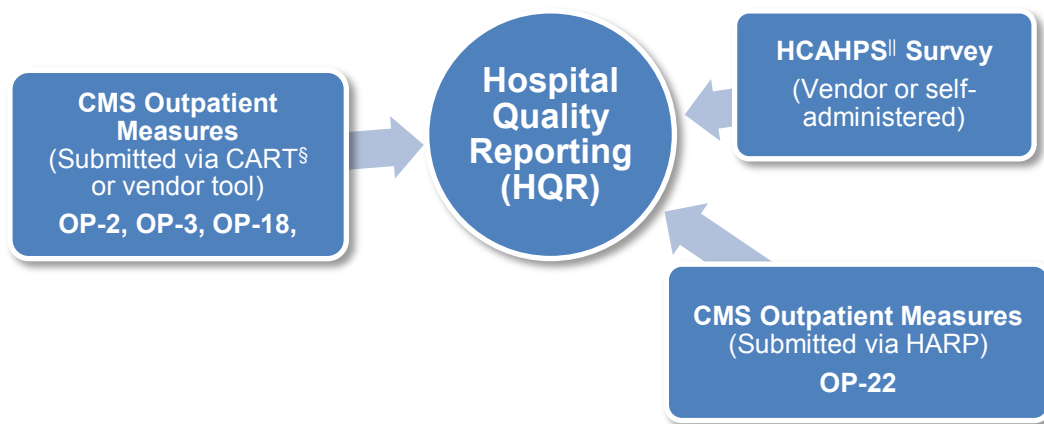 CMS Outpatient
Measures
(Submitted via CART§
or vendor tool)
OP-2, OP-3, OP-18,
Hospital
Quality
Reporting
(HQR)
HCAHPS|| Survey
(Vendor or self-
administered)
CMS Outpatient Measures
(Submitted via HARP)
OP-22